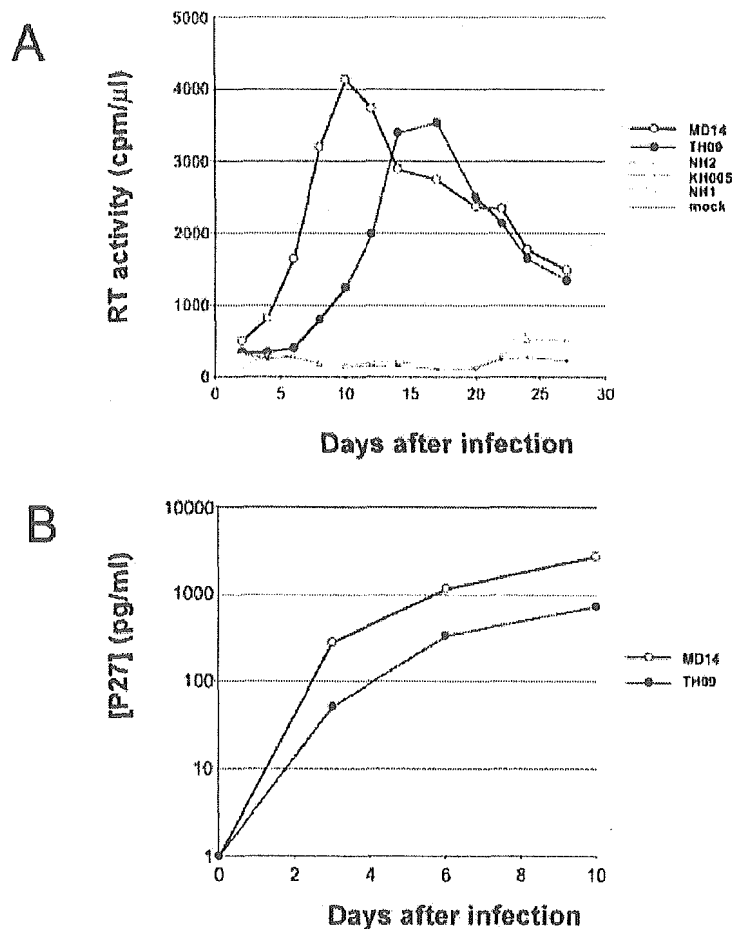 A
RT activity (cpm/µl)
5000
4000
3000
2000
1000
0
0 5 10 15 20 25 30
Days after infection
MD14
TH09
NH2
KH005
NH1
mock
B
[P27] (pg/ml)
10000
1000
100
10
1
0 2 4 6 8 10
Days after infection
MD14
TH09